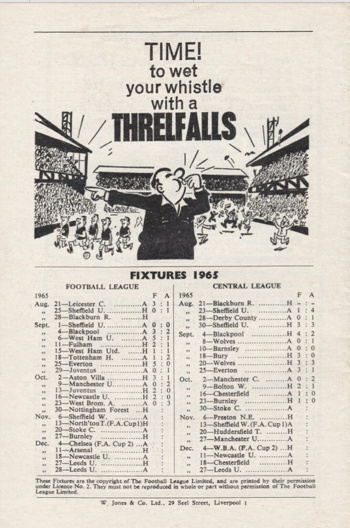 TIME!
to wet
your whistle
with a
THRELFALLS
FIXTURES 1965
FOOTBALL LEAGUE
1965 F A
Aug. 21—Leicester C. A 3 : 1
„ 25—Sheffield U. H 0 : 1
„ 28—Blackburn R. H
Sept. 1—Sheffield U. A 0 : 0
„ 4—Blackpool A 3 : 2
„ 6—West Ham U. A 5 : 1
„ 11—Fulham H 2 : 1
„ 15—West Ham Utd. H 1 : 1
„ 18—Tottenham H. A 1 : 2
„ 25—Everton H 5 : 0
„ 29—Juventus A 0 : 1
Oct. 2—Aston Villa H 3 : 1
„ 9—Manchester U. A 0 : 2
„ 13—Juventus H 2 : 0
„ 16—Newcastle U. H 2 : 0
„ 23—West Brom. A. A 0 : 3
„ 30—Nottingham Forest H :
Nov. 6—Sheffield W. A :
„ 13—North'ton T.(F.A.Cup 1)H :
„ 20—Stoke C. A :
„ 27—Burnley H :
Dec. 4—Chelsea (F.A. Cup 2) A :
„ 11—Arsenal H :
„ 18—Newcastle U. A :
„ 27—Leeds U. H :
„ 28—Leeds U. A :
CENTRAL LEAGUE
1965 F A
Aug. 21—Blackburn R. H – : –
„ 23—Sheffield U. A 1 : 4
„ 28—Derby County A 0 : 1
„ 30—Sheffield U. H 3 : 3
Sept. 4—Blackpool H 4 : 2
„ 6—Wolves A 0 : 1
„ 10—Burnley A 0 : 0
„ 18—Bury H 3 : 0
„ 20—Wolves H 3 : 3
„ 25—Everton A 3 : 1
Oct. 2—Manchester C. A 0 : 2
„ 9—Bolton W. H 2 : 1
„ 16—Chesterfield A 1 : 0
„ 23—Burnley H 1 : 0
„ 30—Stoke C. A :
Nov. 6—Preston N.E. H :
„ 13—Sheffield W. (F.A. Cup 1)A :
„ 20—Huddersfield T. H :
„ 27—Manchester U. A :
Dec. 4—W.B.A. (F.A. Cup 2) H :
„ 11—Newcastle U. A :
„ 18—Chesterfield H :
„ 27—Leeds U. A :
These Fixtures are the copyright of The Football League Limited, and are printed by their permission
under Licence No. 2. They must not be reproduced in whole or part without permission of The Football
League Limited.
W. Jones & Co. Ltd., 29 Seel Street, Liverpool 1